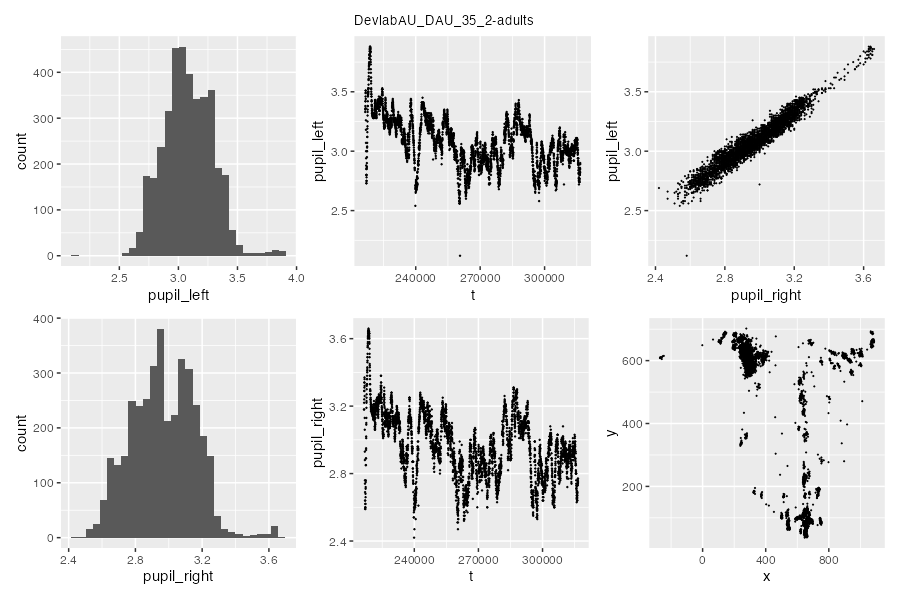 DevlabAU_DAU_35_2-adults
count
400
300
200
100
0
2.5 3.0 3.5 4.0
pupil_left
pupil_left
3.5
3.0
2.5
240000 270000 300000
t
pupil_left
3.5
3.0
2.5
2.4 2.8 3.2 3.6
pupil_right
count
400
300
200
100
0
2.4 2.8 3.2 3.6
pupil_right
pupil_right
3.6
3.2
2.8
2.4
240000 270000 300000
t
y
600
400
200
0 400 800
x